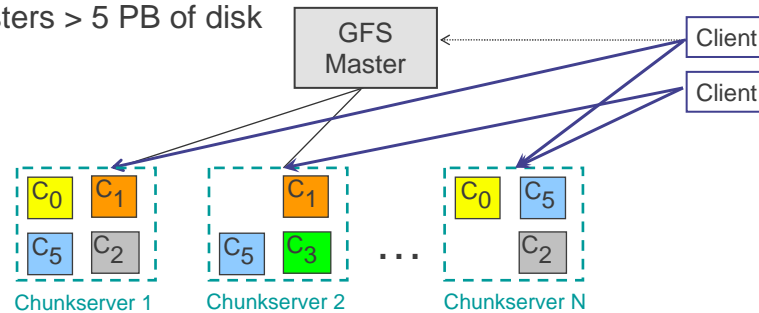 sters > 5 PB of disk
GFS
Master
Client
Client
C0 C1
C5 C2
C1
C5 C3
...
C0 C5
C2
Chunkserver 1
Chunkserver 2
Chunkserver N